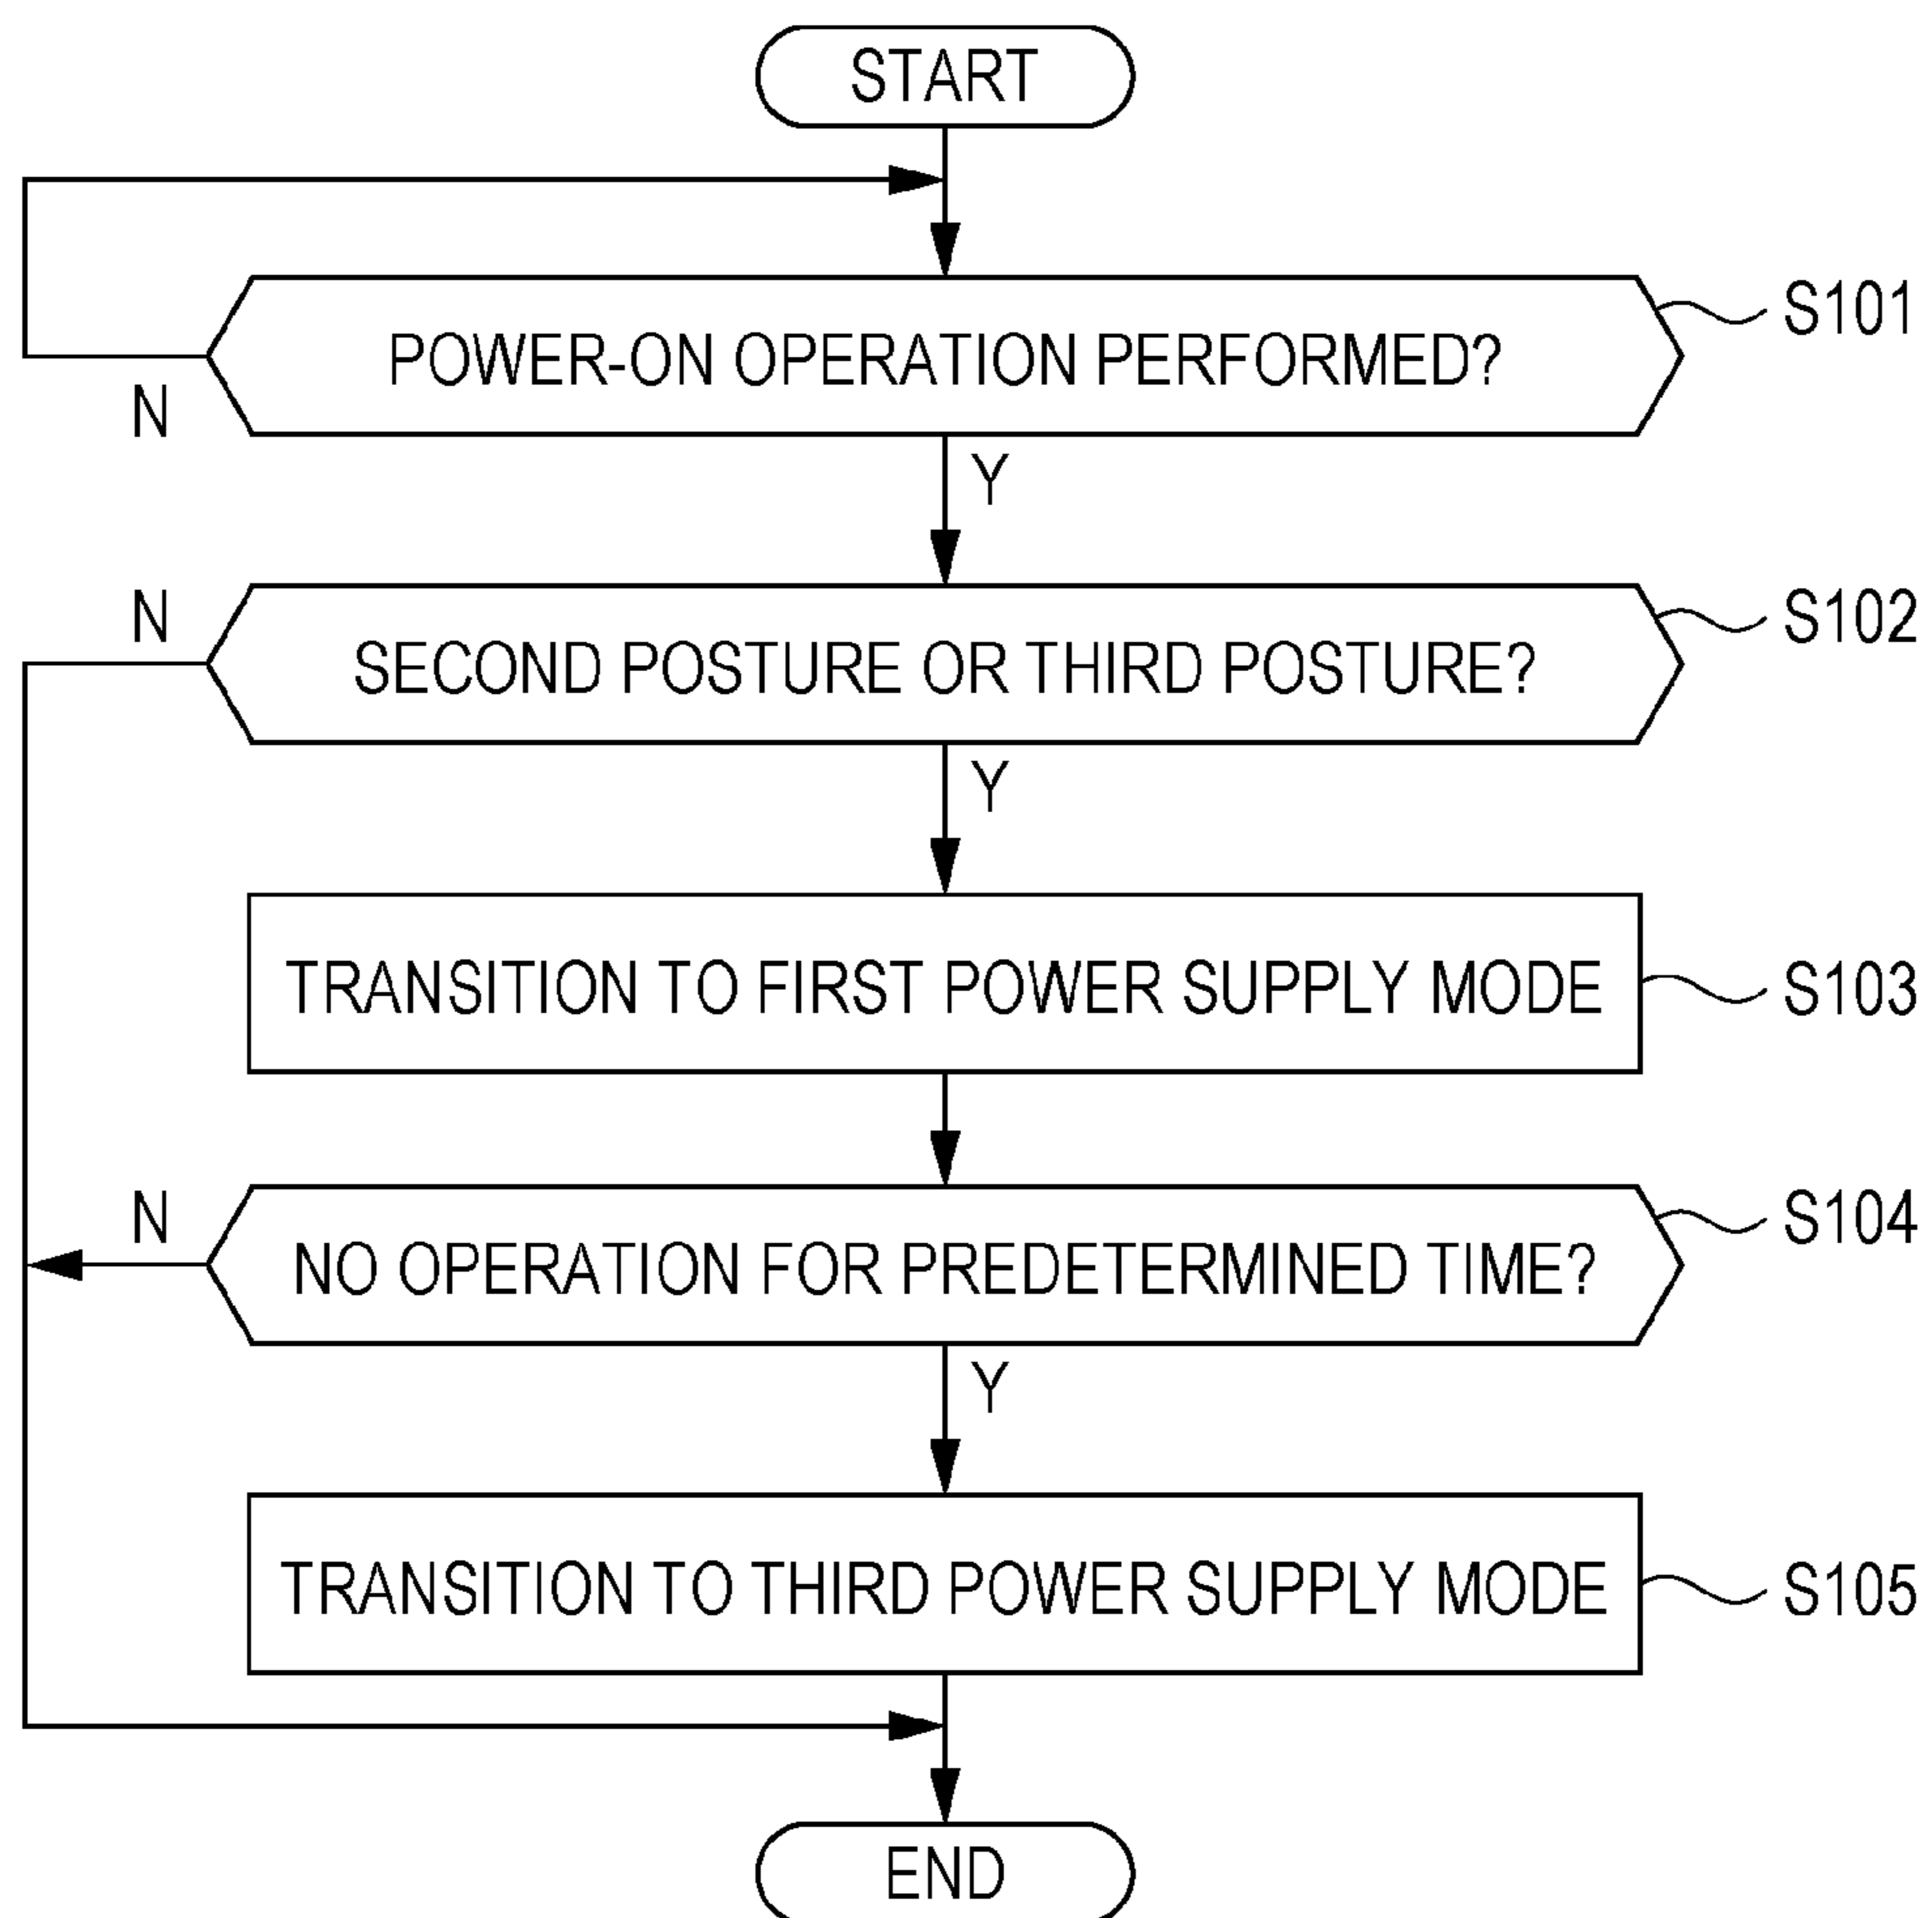 START
POWER-ON OPERATION PERFORMED?
S101
N
Y
N
SECOND POSTURE OR THIRD POSTURE?
S102
Y
TRANSITION TO FIRST POWER SUPPLY MODE
S103
N
NO OPERATION FOR PREDETERMINED TIME?
S104
Y
TRANSITION TO THIRD POWER SUPPLY MODE
S105
END